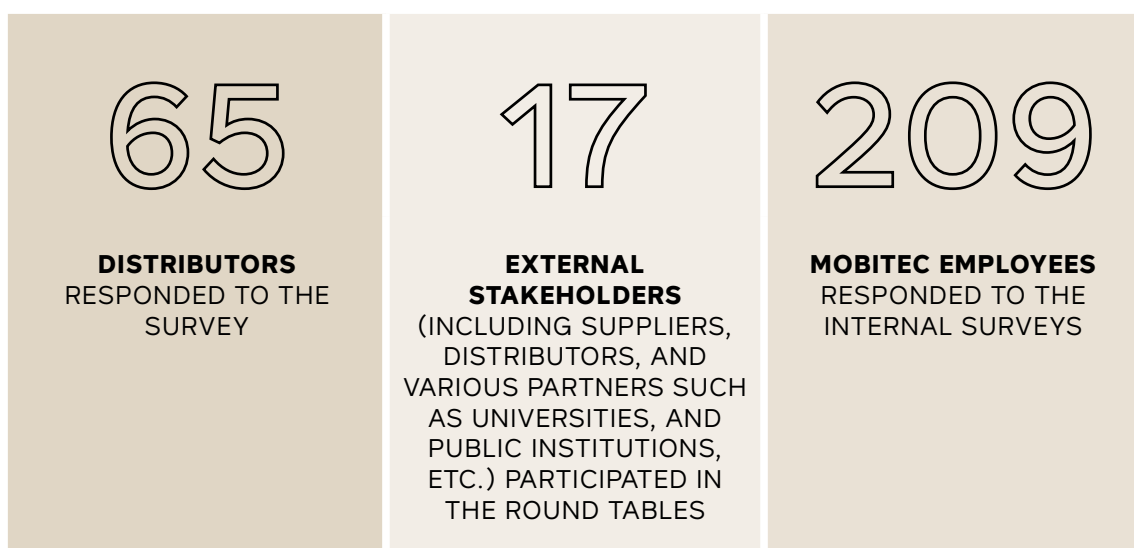 65
DISTRIBUTORS
RESPONDED TO THE
SURVEY
17
EXTERNAL
STAKEHOLDERS
(INCLUDING SUPPLIERS,
DISTRIBUTORS, AND
VARIOUS PARTNERS SUCH
AS UNIVERSITIES, AND
PUBLIC INSTITUTIONS,
ETC.) PARTICIPATED IN
THE ROUND TABLES
209
MOBITEC EMPLOYEES
RESPONDED TO THE
INTERNAL SURVEYS